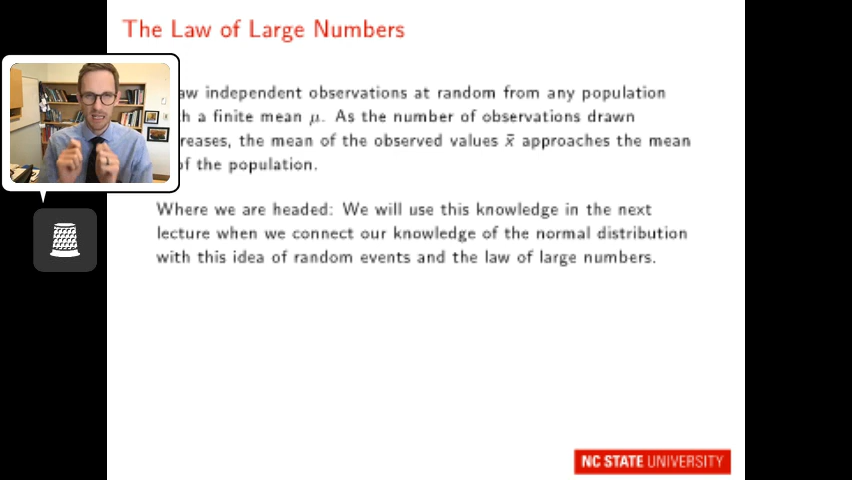 The Law of Large Numbers
aw independent observations at random from any population
h a finite mean μ. As the number of observations drawn
reases, the mean of the observed values x̄ approaches the mean
of the population.
Where we are headed: We will use this knowledge in the next
lecture when we connect our knowledge of the normal distribution
with this idea of random events and the law of large numbers.
NC STATE UNIVERSITY